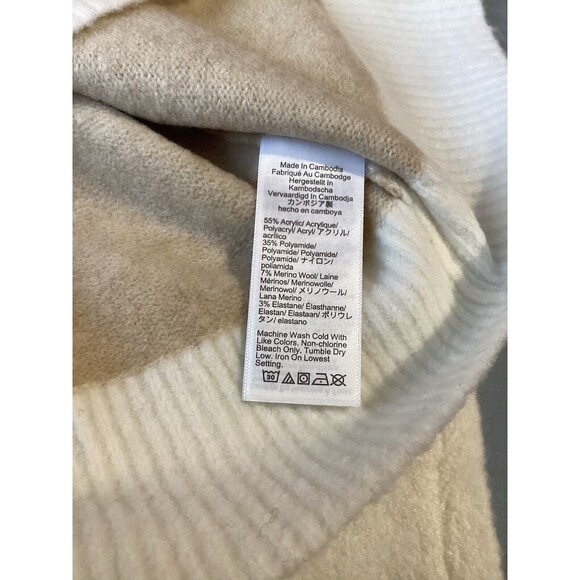 Made In Cambodia
Fabriqué Au Cambodge
Hergestellt In
Kambodscha
Vervaardigd In Cambodja
カンボジア製
hecho en camboya
55% Acrylic/ Acrylique/
Polyacryl/ Acryl/ アクリル/
acrílico
35% Polyamide/
Polyamide/ Polyamid/
Polyamide/ ナイロン/
poliamida
7% Merino Wool/ Laine
Mérinos/ Merinowolle/
Merinowol/ メリノウール/
Lana Merino
3% Elastane/ Élasthanne/
Elastan/ Elastaan/ ポリウレ
タン/ elastano
Machine Wash Cold With
Like Colors. Non-chlorine
Bleach Only. Tumble Dry
Low. Iron On Lowest
Setting.
30